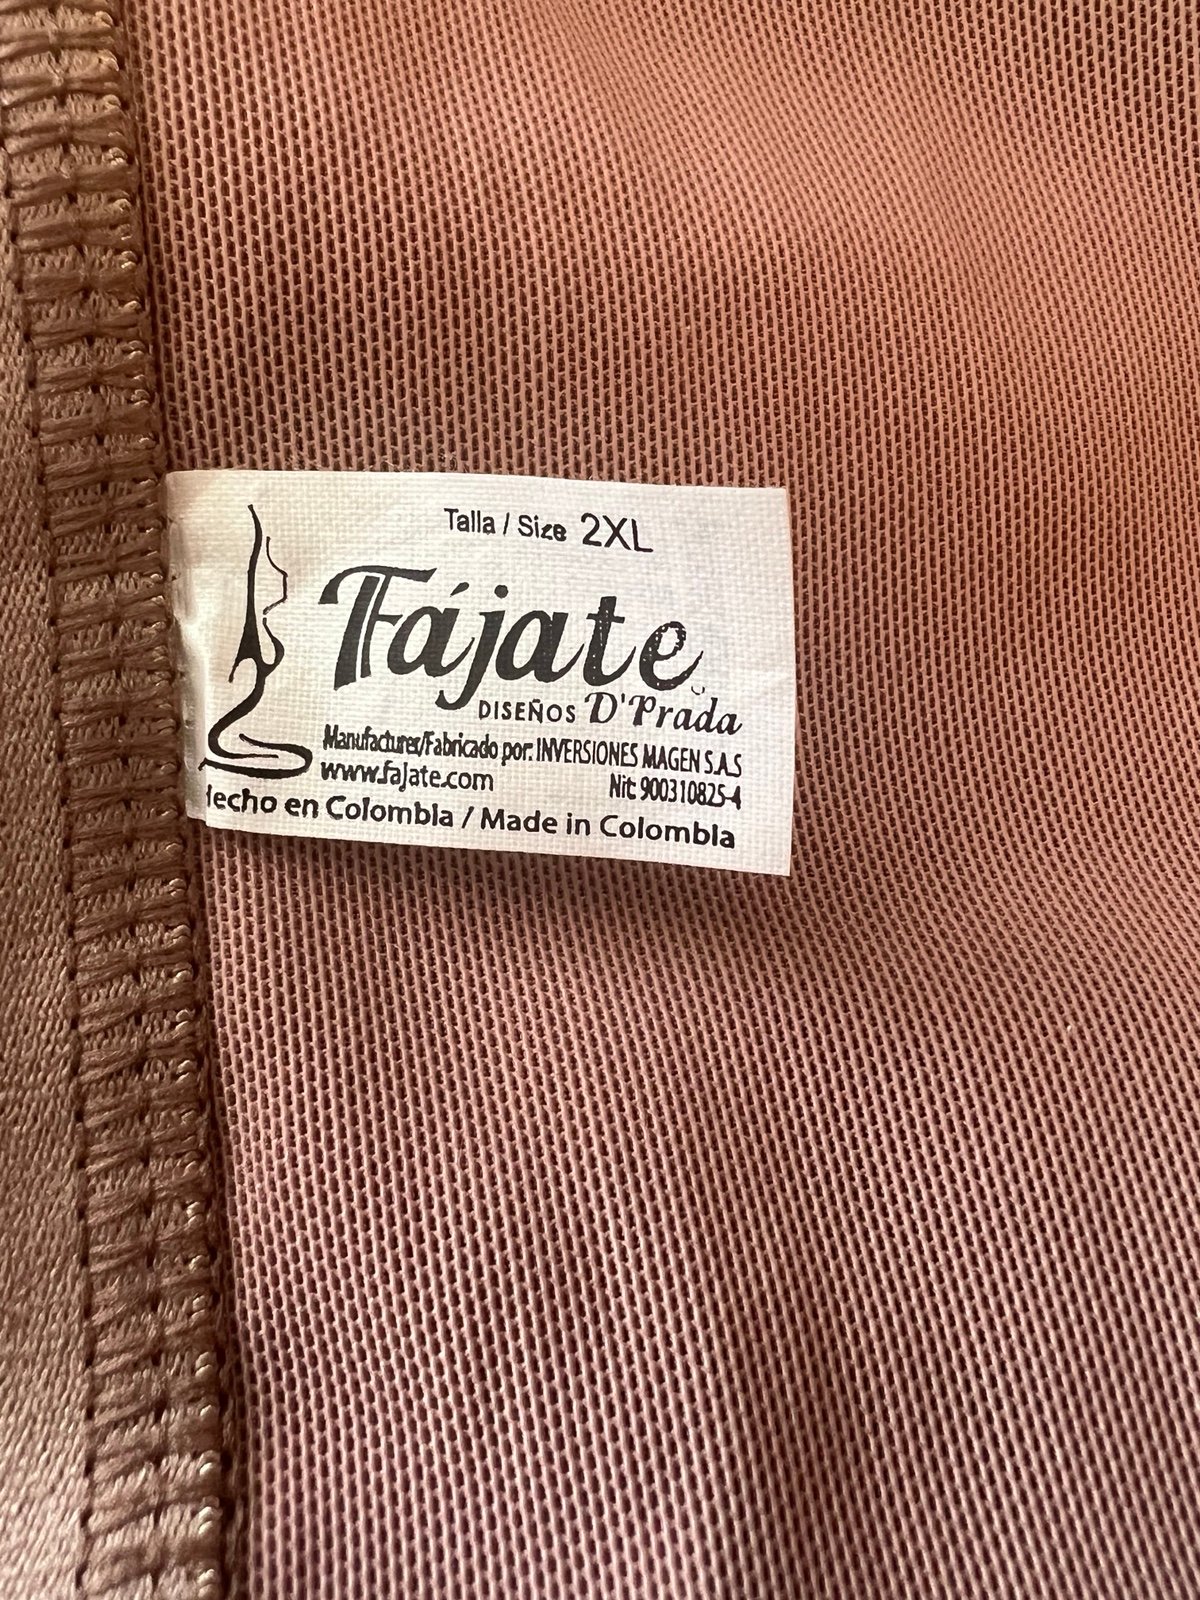 Talla / Size 2XL
Fájate
DISEÑOS D'Prada
Manufacturer/Fabricado por: INVERSIONES MAGEN S.A.S
www.fajate.com Nit: 900310825-4
Hecho en Colombia / Made in Colombia